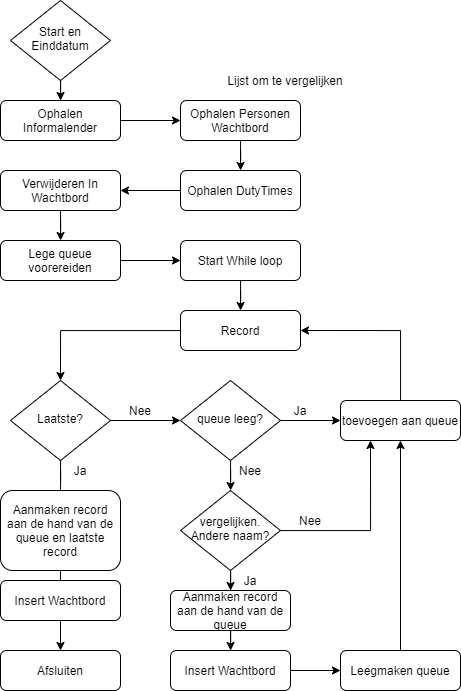 Start en
Einddatum
Lijst om te vergelijken
Ophalen
Informalender
Ophalen Personen
Wachtbord
Verwijderen In
Wachtbord
Ophalen DutyTimes
Lege queue
voorereiden
Start While loop
Record
Laatste?
Nee
queue leeg?
Ja
toevoegen aan queue
Ja
Nee
Aanmaken record
aan de hand van de
queue en laatste
record
vergelijken.
Andere naam?
Nee
Ja
Insert Wachtbord
Aanmaken record
aan de hand van de
queue
Afsluiten
Insert Wachtbord
Leegmaken queue